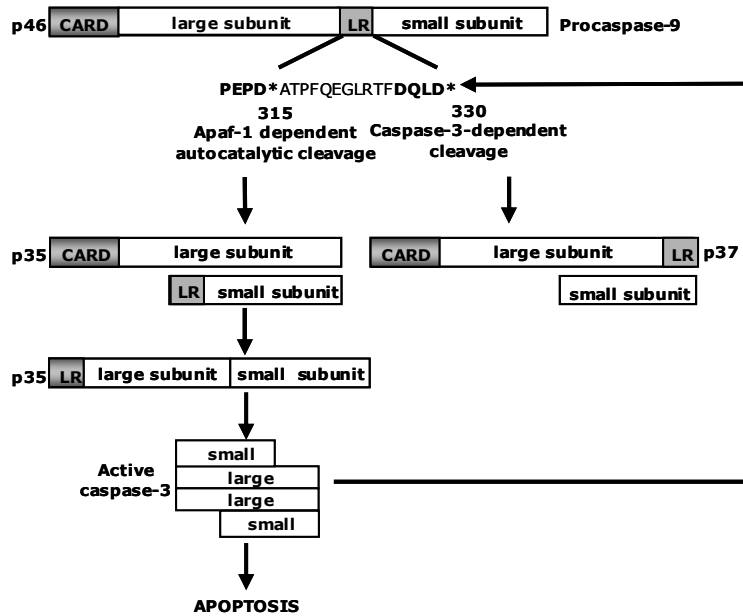 p46 CARD large subunit LR small subunit Procaspase-9
PEPD*ATPFQEGLRTFDQLD*
315 330
Apaf-1 dependent autocatalytic cleavage
Caspase-3-dependent cleavage
p35 CARD large subunit
CARD large subunit LR p37
LR small subunit
small subunit
p35 LR large subunit small subunit
Active caspase-3
small
large
large
small
APOPTOSIS